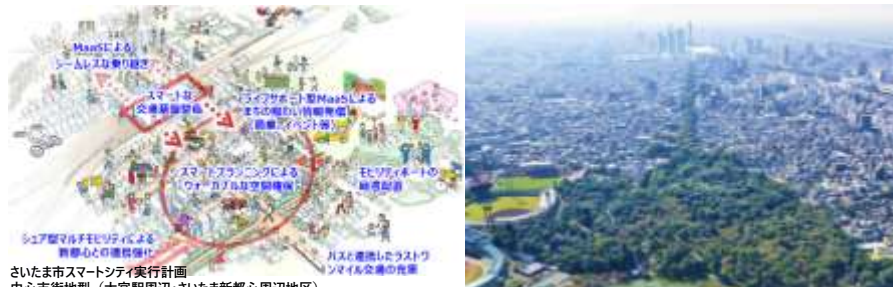 MaaSによる
シームレスな乗り継ぎ
スマートな
交通基盤整備
ライフサポート型MaaSによる
まちの賑わい情報発信
(商業、イベント等)
スマートプランニングによる
ウォーカブルな空間確保
モビリティポートの
最適配置
シェア型マルチモビリティによる
新都心との連携強化
バスと連携したラストワ
ンマイル交通の充実
さいたま市スマートシティ実行計画
中心市街地型(大宮駅周辺・さいたま新都心周辺地区)